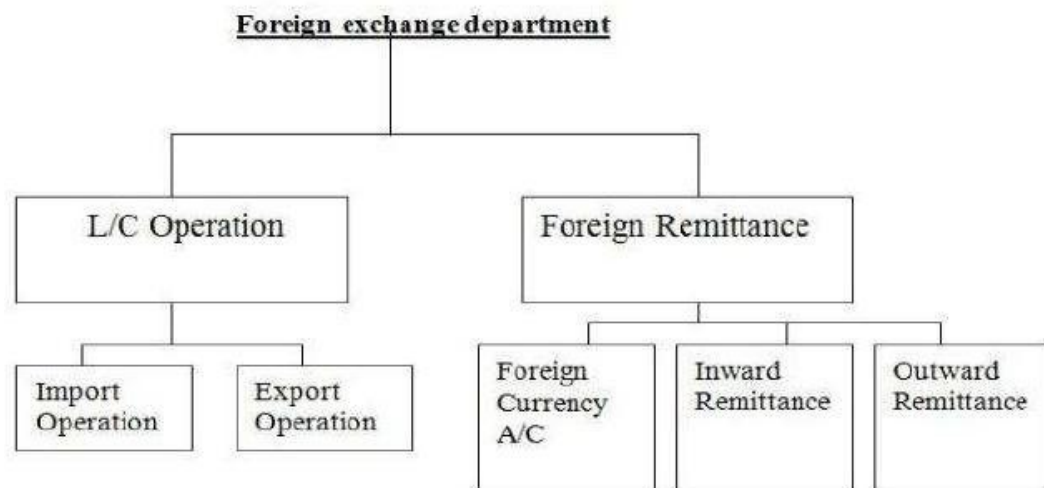 Foreign exchange department
L/C Operation
Foreign Remittance
Import
Operation
Export
Operation
Foreign
Currency
A/C
Inward
Remittance
Outward
Remittance